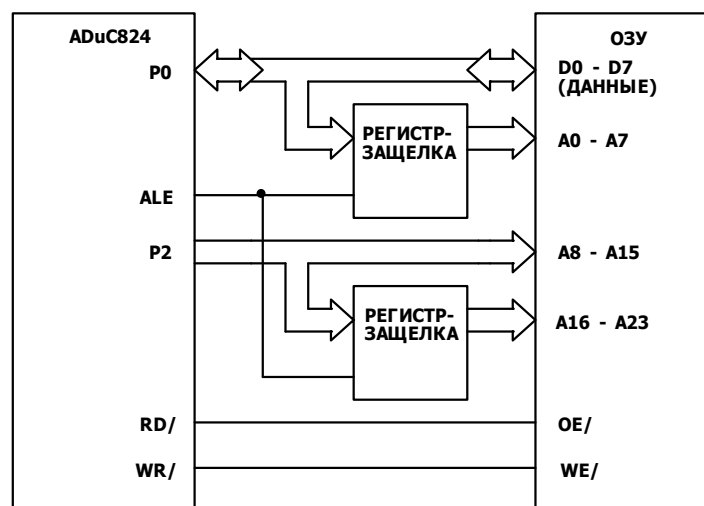 ADuC824
ОЗУ
P0
D0 - D7
(ДАННЫЕ)
РЕГИСТР-
ЗАЩЕЛКА
A0 - A7
ALE
P2
A8 - A15
РЕГИСТР-
ЗАЩЕЛКА
A16 - A23
RD/
OE/
WR/
WE/